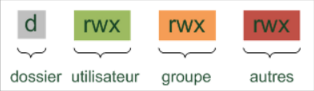 d rwx rwx rwx
dossier utilisateur groupe autres